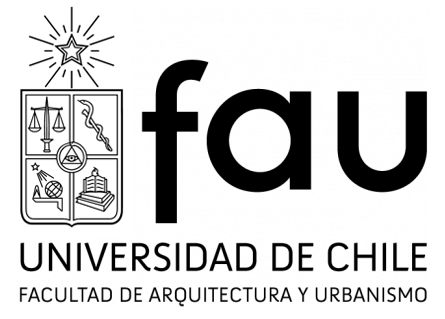 fau
UNIVERSIDAD DE CHILE
FACULTAD DE ARQUITECTURA Y URBANISMO